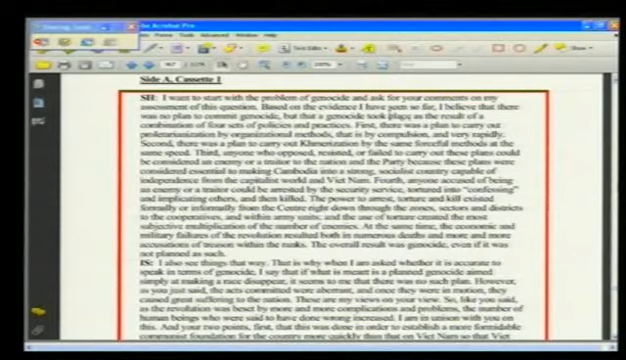 be Acrobat Pro
Side A, Cassette 1
SH: I want to start with the problem of genocide and ask for your comments on my
assessment of this question. Based on the evidence I have seen so far, I believe that there
was no plan to commit genocide, but that a genocide took place as the result of a
combination of four sets of policies and practices. First, there was a plan to carry out
proletarianization by organizational methods, that is by compulsion, and very rapidly.
Second, there was a plan to carry out Khmerization by the same forceful methods at the
same speed. Third, anyone who opposed, resisted, or failed to carry out these plans could
be considered an enemy or a traitor to the nation and the Party because these plans were
considered essential to making Cambodia into a strong, socialist country capable of
independence from the capitalist world and Viet Nam. Fourth, anyone accused of being
an enemy or a traitor could be arrested by the security service, tortured into "confessing"
and implicating others, and then killed. The power to arrest, torture and kill existed
formally or informally from the Centre right down through the zones, sectors and districts
to the cooperatives, and within army units; and the use of torture created the most
subjective multiplication of the number of enemies. At the same time, the economic and
military failures of the revolution resulted both in numerous deaths and more and more
accusations of treason within the ranks. The overall result was genocide, even if it was
not planned as such.
IS: I also see things that way. That is why when I am asked whether it is accurate to
speak in terms of genocide, I say that if what is meant is a planned genocide aimed
simply at making a race disappear, it seems to me that there was no such plan. However,
as you just said, the acts committed were aberrant, and once they were in motion, they
caused great suffering to the nation. These are my views on your view. So, like you said,
as the revolution was beset by more and more complications and problems, the number of
human beings who were said to have done wrong increased. I am in unison with you on
this. And your two points, first, that this was done in order to establish a more formidable
communist foundation for the country more quickly than that on Viet Nam so that Viet